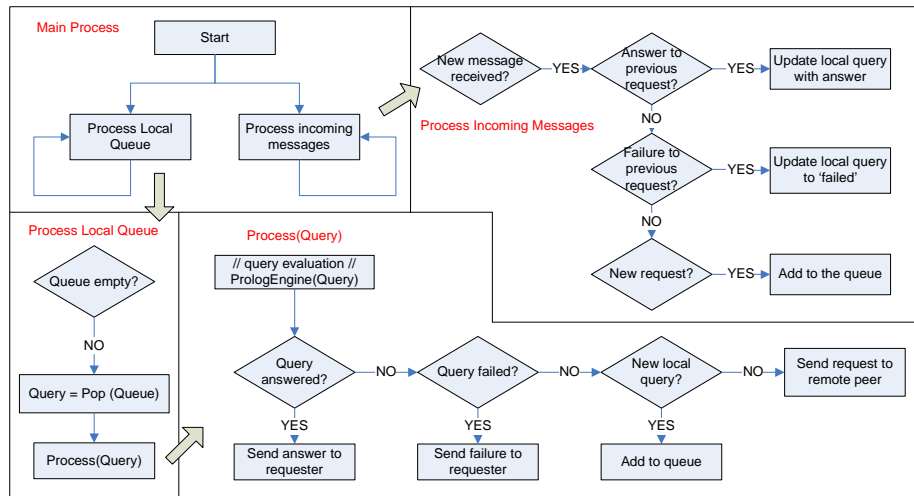 Main Process
Start
Process Local
Queue
Process incoming
messages
New message
received?
YES
Answer to
previous
request?
YES
Update local query
with answer
Process Incoming Messages
NO
Failure to
previous
request?
YES
Update local query
to 'failed'
NO
New request?
YES
Add to the queue
Process Local Queue
Queue empty?
NO
Query = Pop (Queue)
Process(Query)
Process(Query)
// query evaluation //
PrologEngine(Query)
Query
answered?
NO
Query failed?
NO
New local
query?
NO
Send request to
remote peer
YES
YES
YES
Send answer to
requester
Send failure to
requester
Add to queue